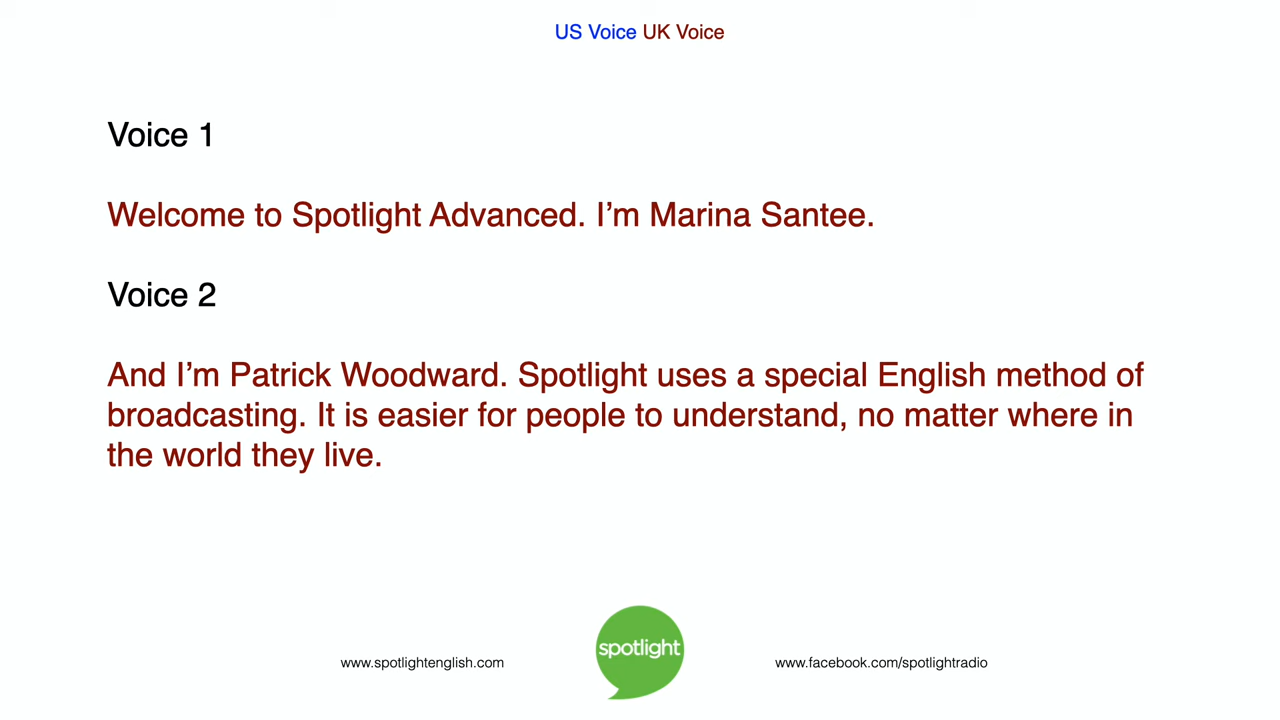 US Voice UK Voice
Voice 1
Welcome to Spotlight Advanced. I’m Marina Santee.
Voice 2
And I’m Patrick Woodward. Spotlight uses a special English method of
broadcasting. It is easier for people to understand, no matter where in
the world they live.
spotlight
www.spotlightenglish.com
www.facebook.com/spotlightradio